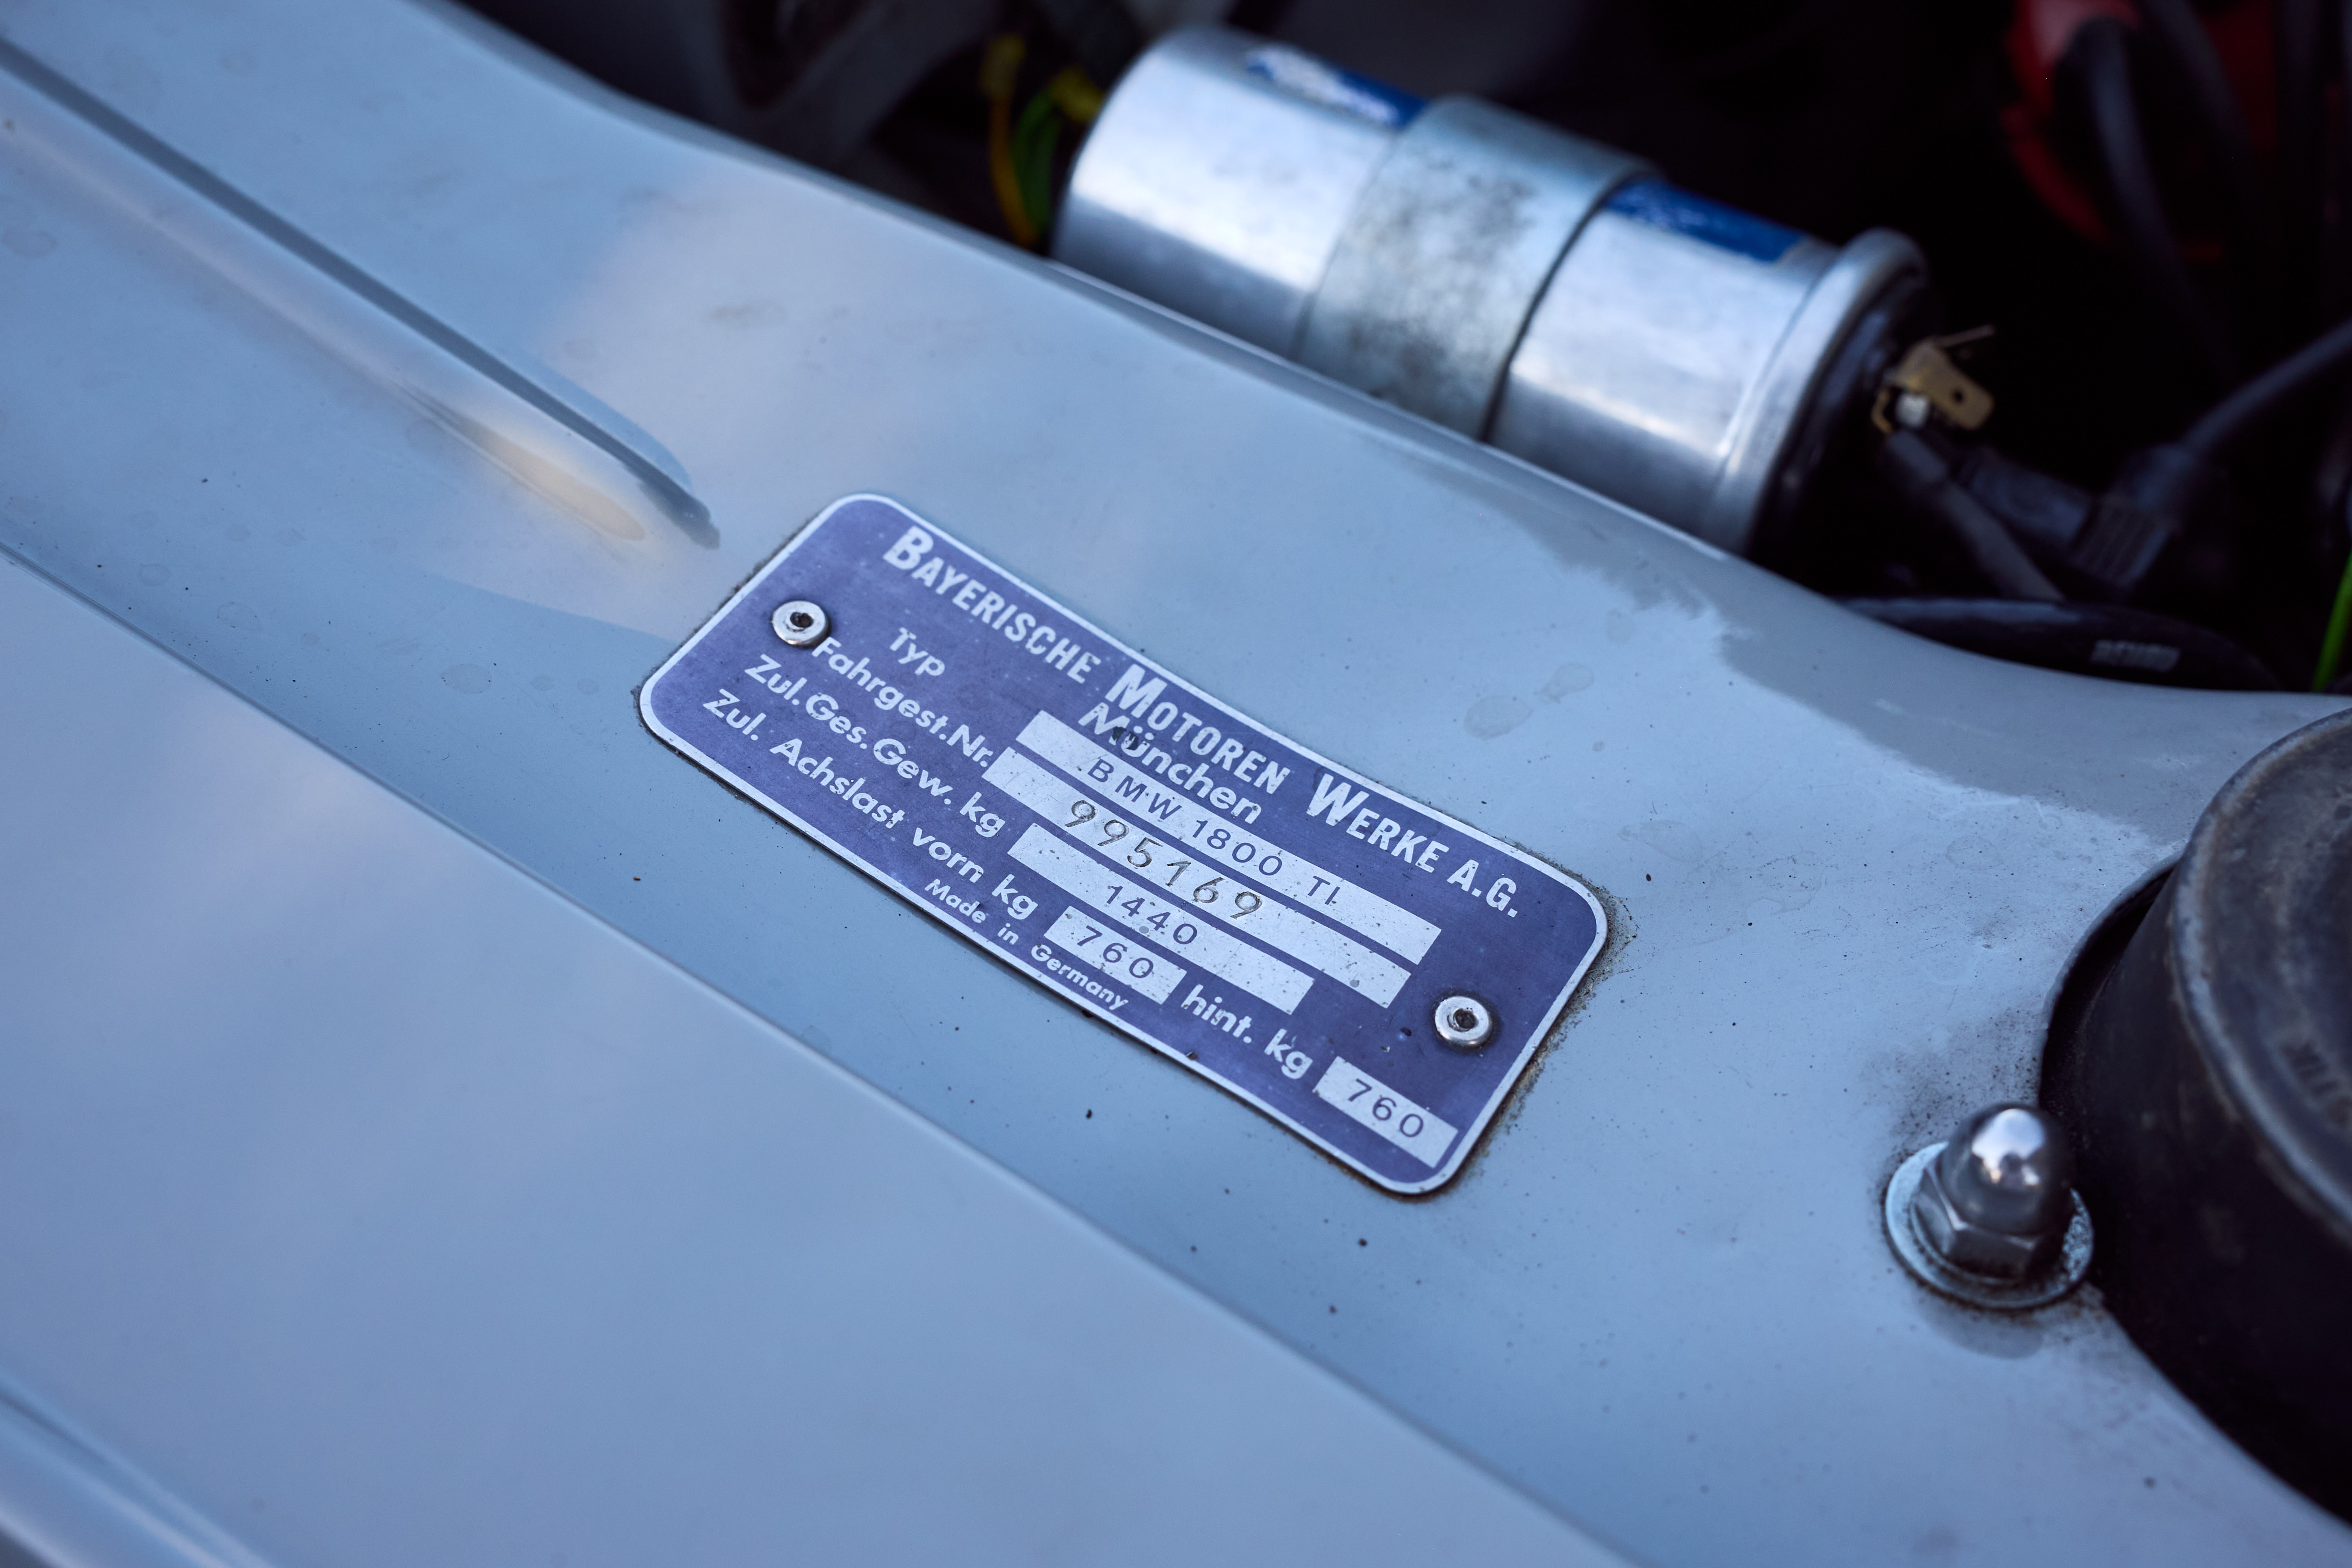 BAYERISCHE MOTOREN WERKE A.G.
München
Typ BMW 1800 TI
Fahrgest.Nr. 995169
Zul.Ges.Gew. kg 1440
Zul. Achslast vorn kg 760 hint. kg 760
Made in Germany